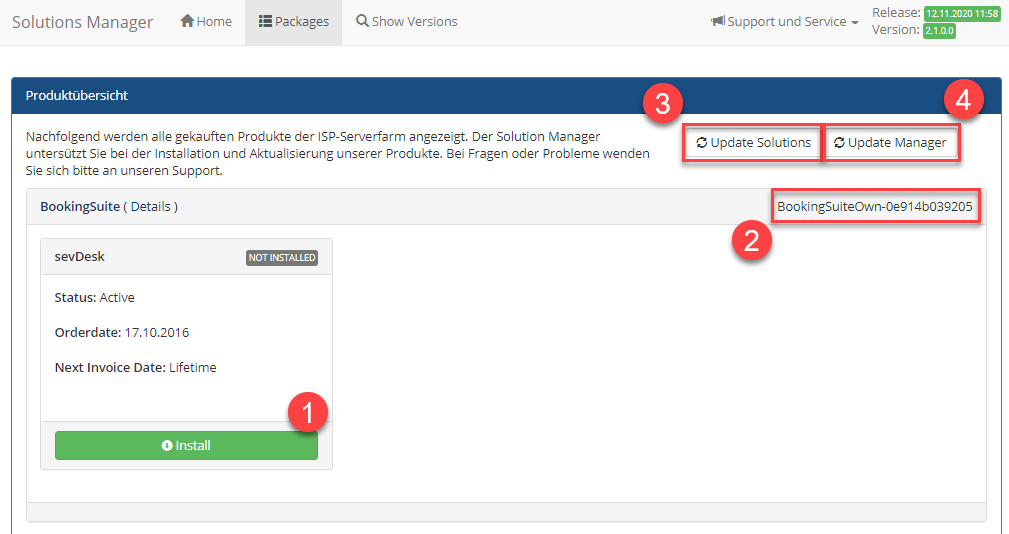 Solutions Manager Home Packages Show Versions Support und Service Release: 12.11.2020 11:58
Version: 2.1.0.0
Produktübersicht
3
4
Nachfolgend werden alle gekauften Produkte der ISP-Serverfarm angezeigt. Der Solution Manager
untersützt Sie bei der Installation und Aktualisierung unserer Produkte. Bei Fragen oder Probleme wenden
Sie sich bitte an unseren Support.
Update Solutions Update Manager
BookingSuite ( Details ) BookingSuiteOwn-0e914b039205
2
sevDesk NOT INSTALLED
Status: Active
Orderdate: 17.10.2016
Next Invoice Date: Lifetime
1
Install